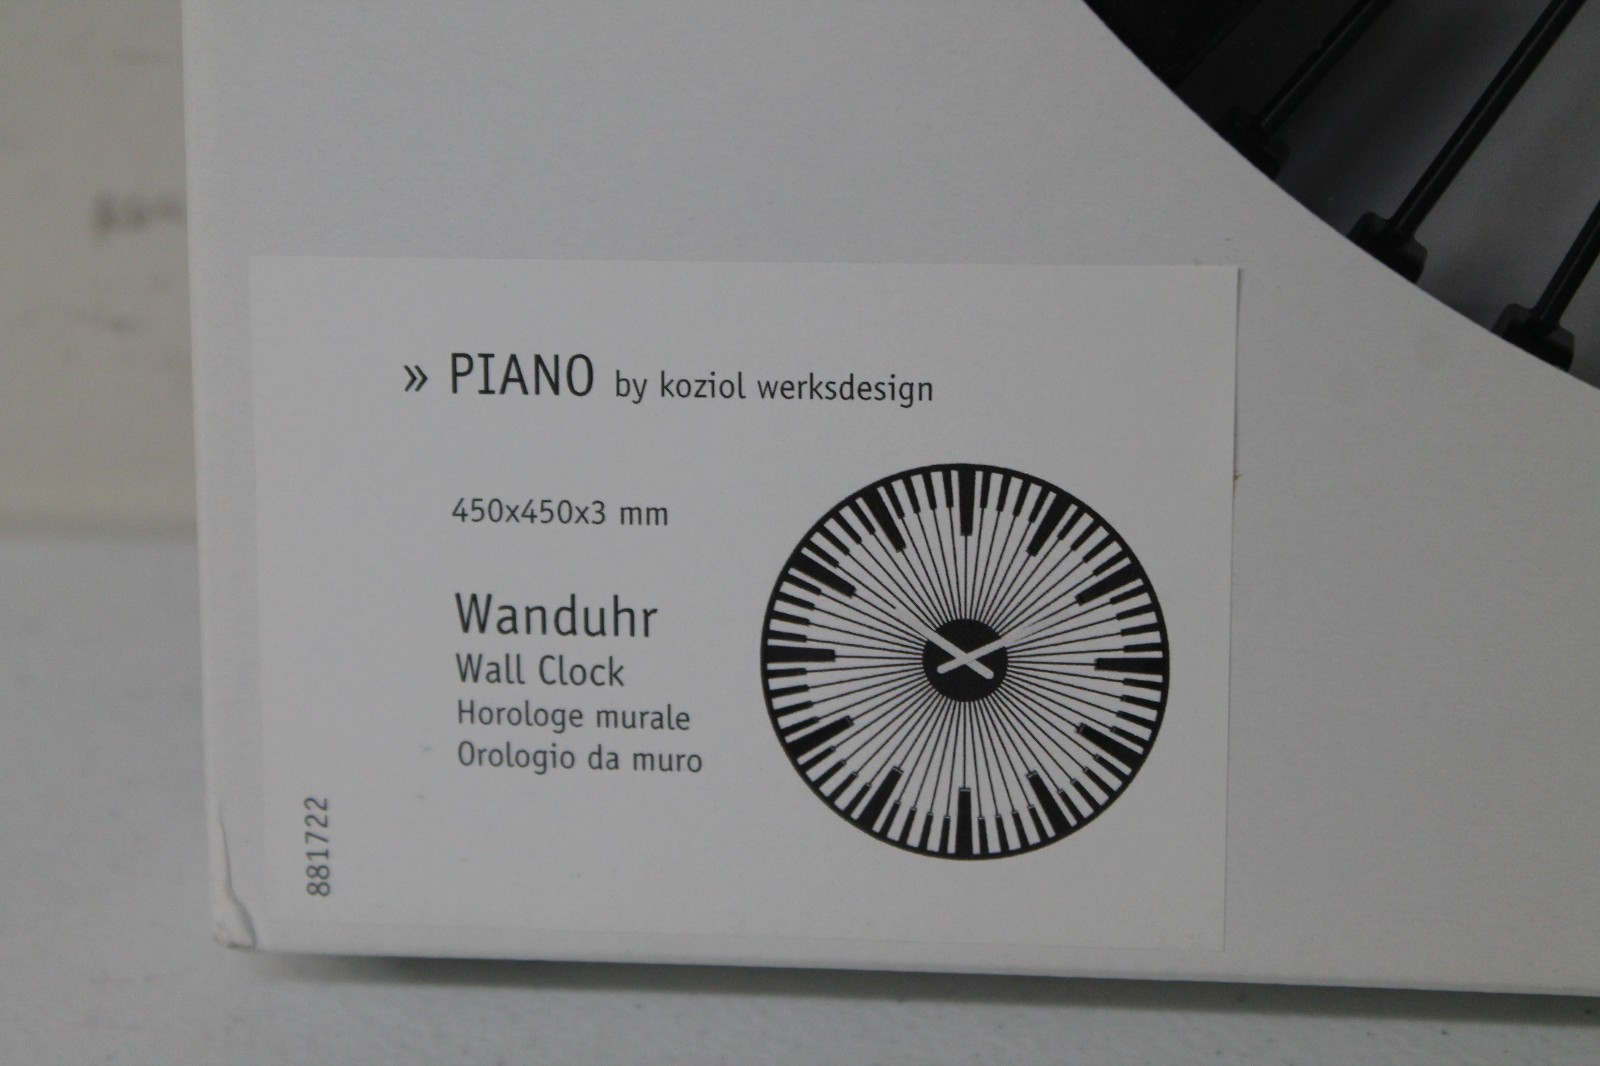 » PIANO by koziol werksdesign
450x450x3 mm
Wanduhr
Wall Clock
Horologe murale
Orologio da muro
881722